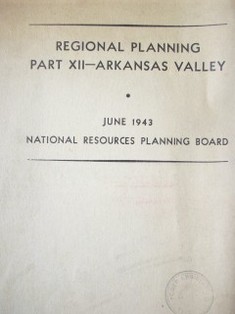 REGIONAL PLANNING
PART XII—ARKANSAS VALLEY
JUNE 1943
NATIONAL RESOURCES PLANNING BOARD